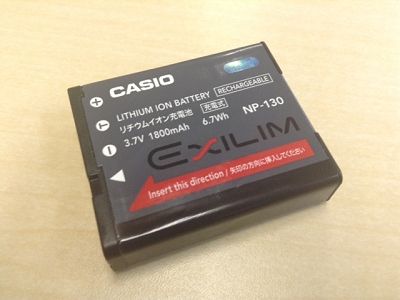 CASIO
LITHIUM ION BATTERY RECHARGEABLE
リチウムイオン充電池 充電式 NP-130
3.7V 1800mAh 6.7Wh
EXILIM
Insert this direction / 矢印の方向に挿入してください